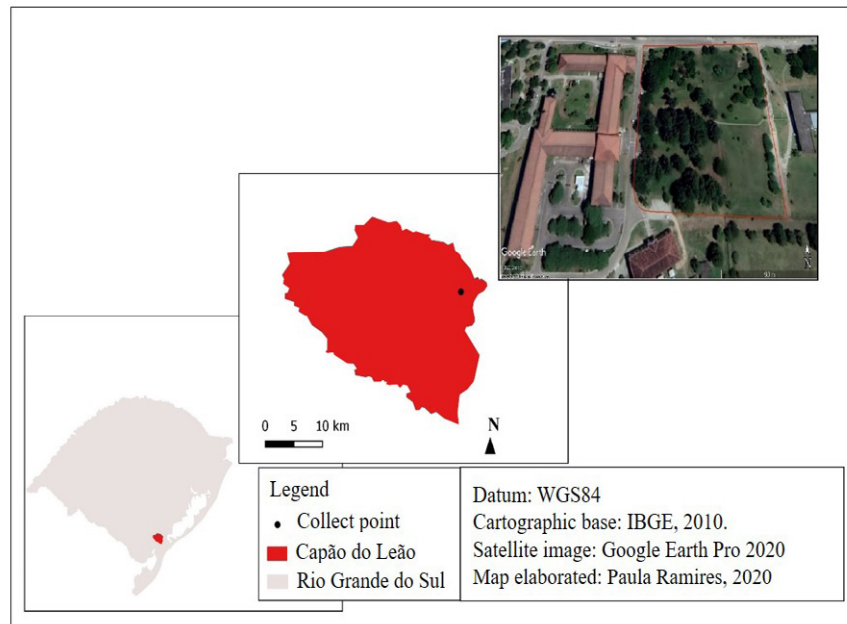 Google Earth
90 m
0 5 10 km
N
Legend
Collect point
Capão do Leão
Rio Grande do Sul
Datum: WGS84
Cartographic base: IBGE, 2010.
Satellite image: Google Earth Pro 2020
Map elaborated: Paula Ramires, 2020